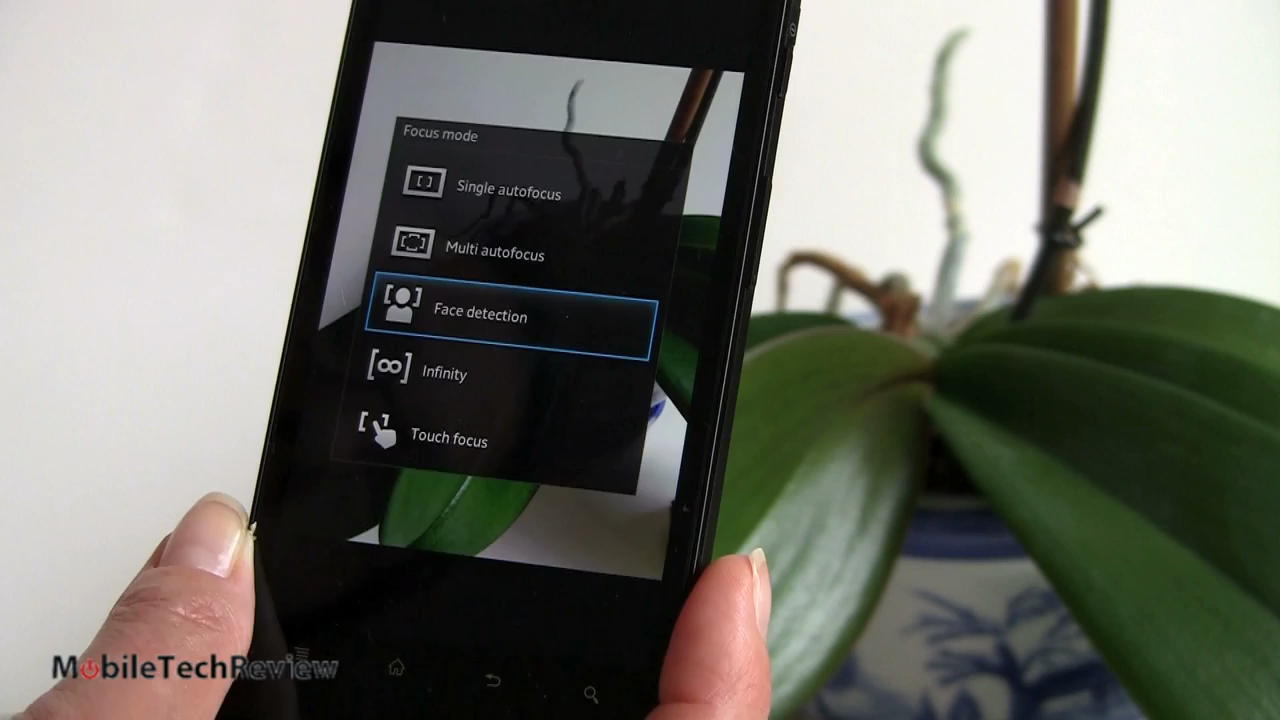 Focus mode
Single autofocus
Multi autofocus
Face detection
Infinity
Touch focus
MobileTechReview